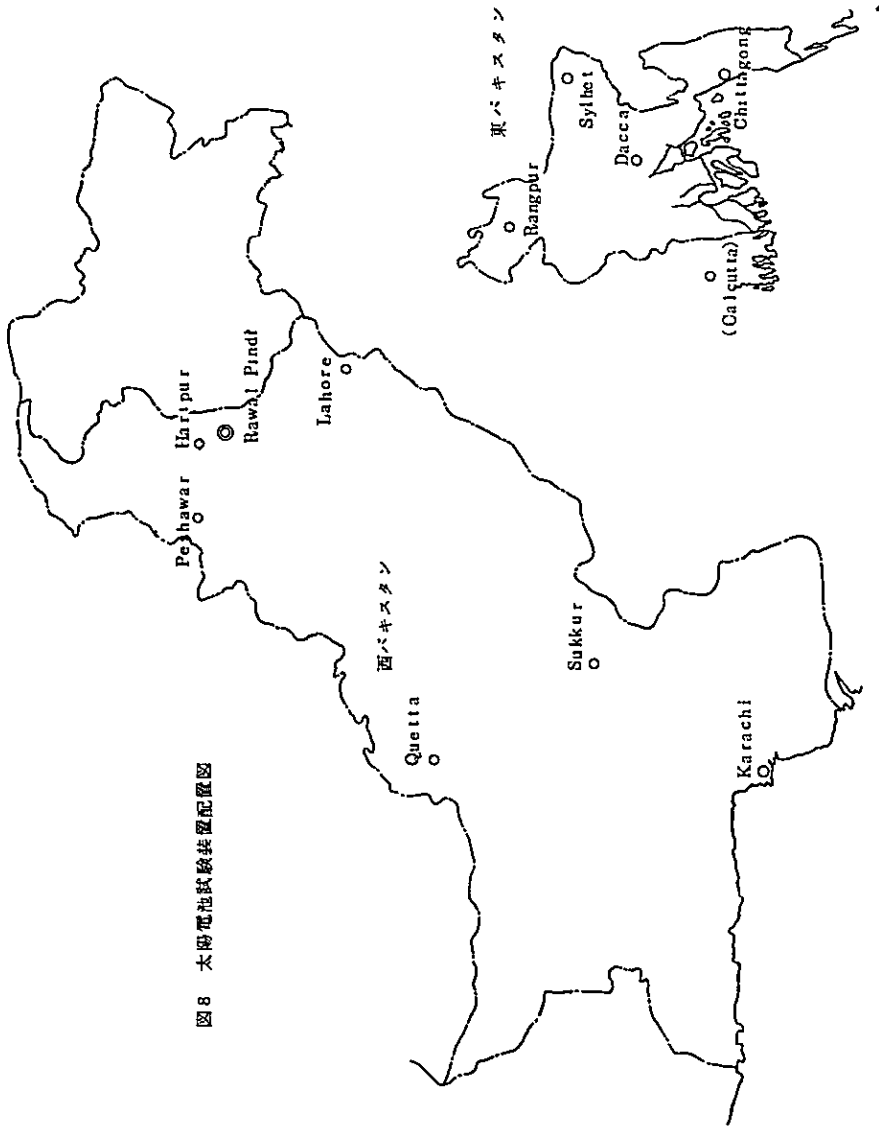 図8 太陽電池試験装置配置図
Peshawar
Haripur
Rawal Pindi
Lahore
西パキスタン
Quetta
Sukkur
Karachi
東パキスタン
Rangpur
Sylhet
Dacca
(Calcutta)
Chittagong